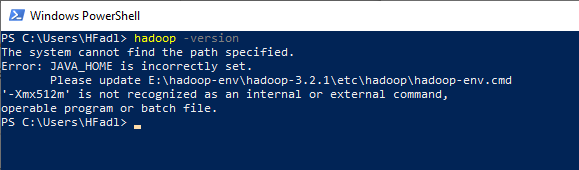 Windows PowerShell
PS C:\Users\HFadl> hadoop -version
The system cannot find the path specified.
Error: JAVA_HOME is incorrectly set.
       Please update E:\hadoop-env\hadoop-3.2.1\etc\hadoop\hadoop-env.cmd
'-Xmx512m' is not recognized as an internal or external command,
operable program or batch file.
PS C:\Users\HFadl>